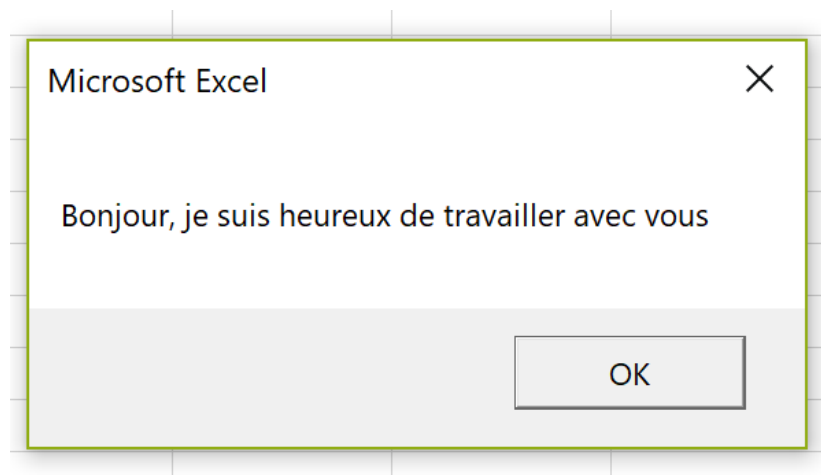 Microsoft Excel
Bonjour, je suis heureux de travailler avec vous
OK